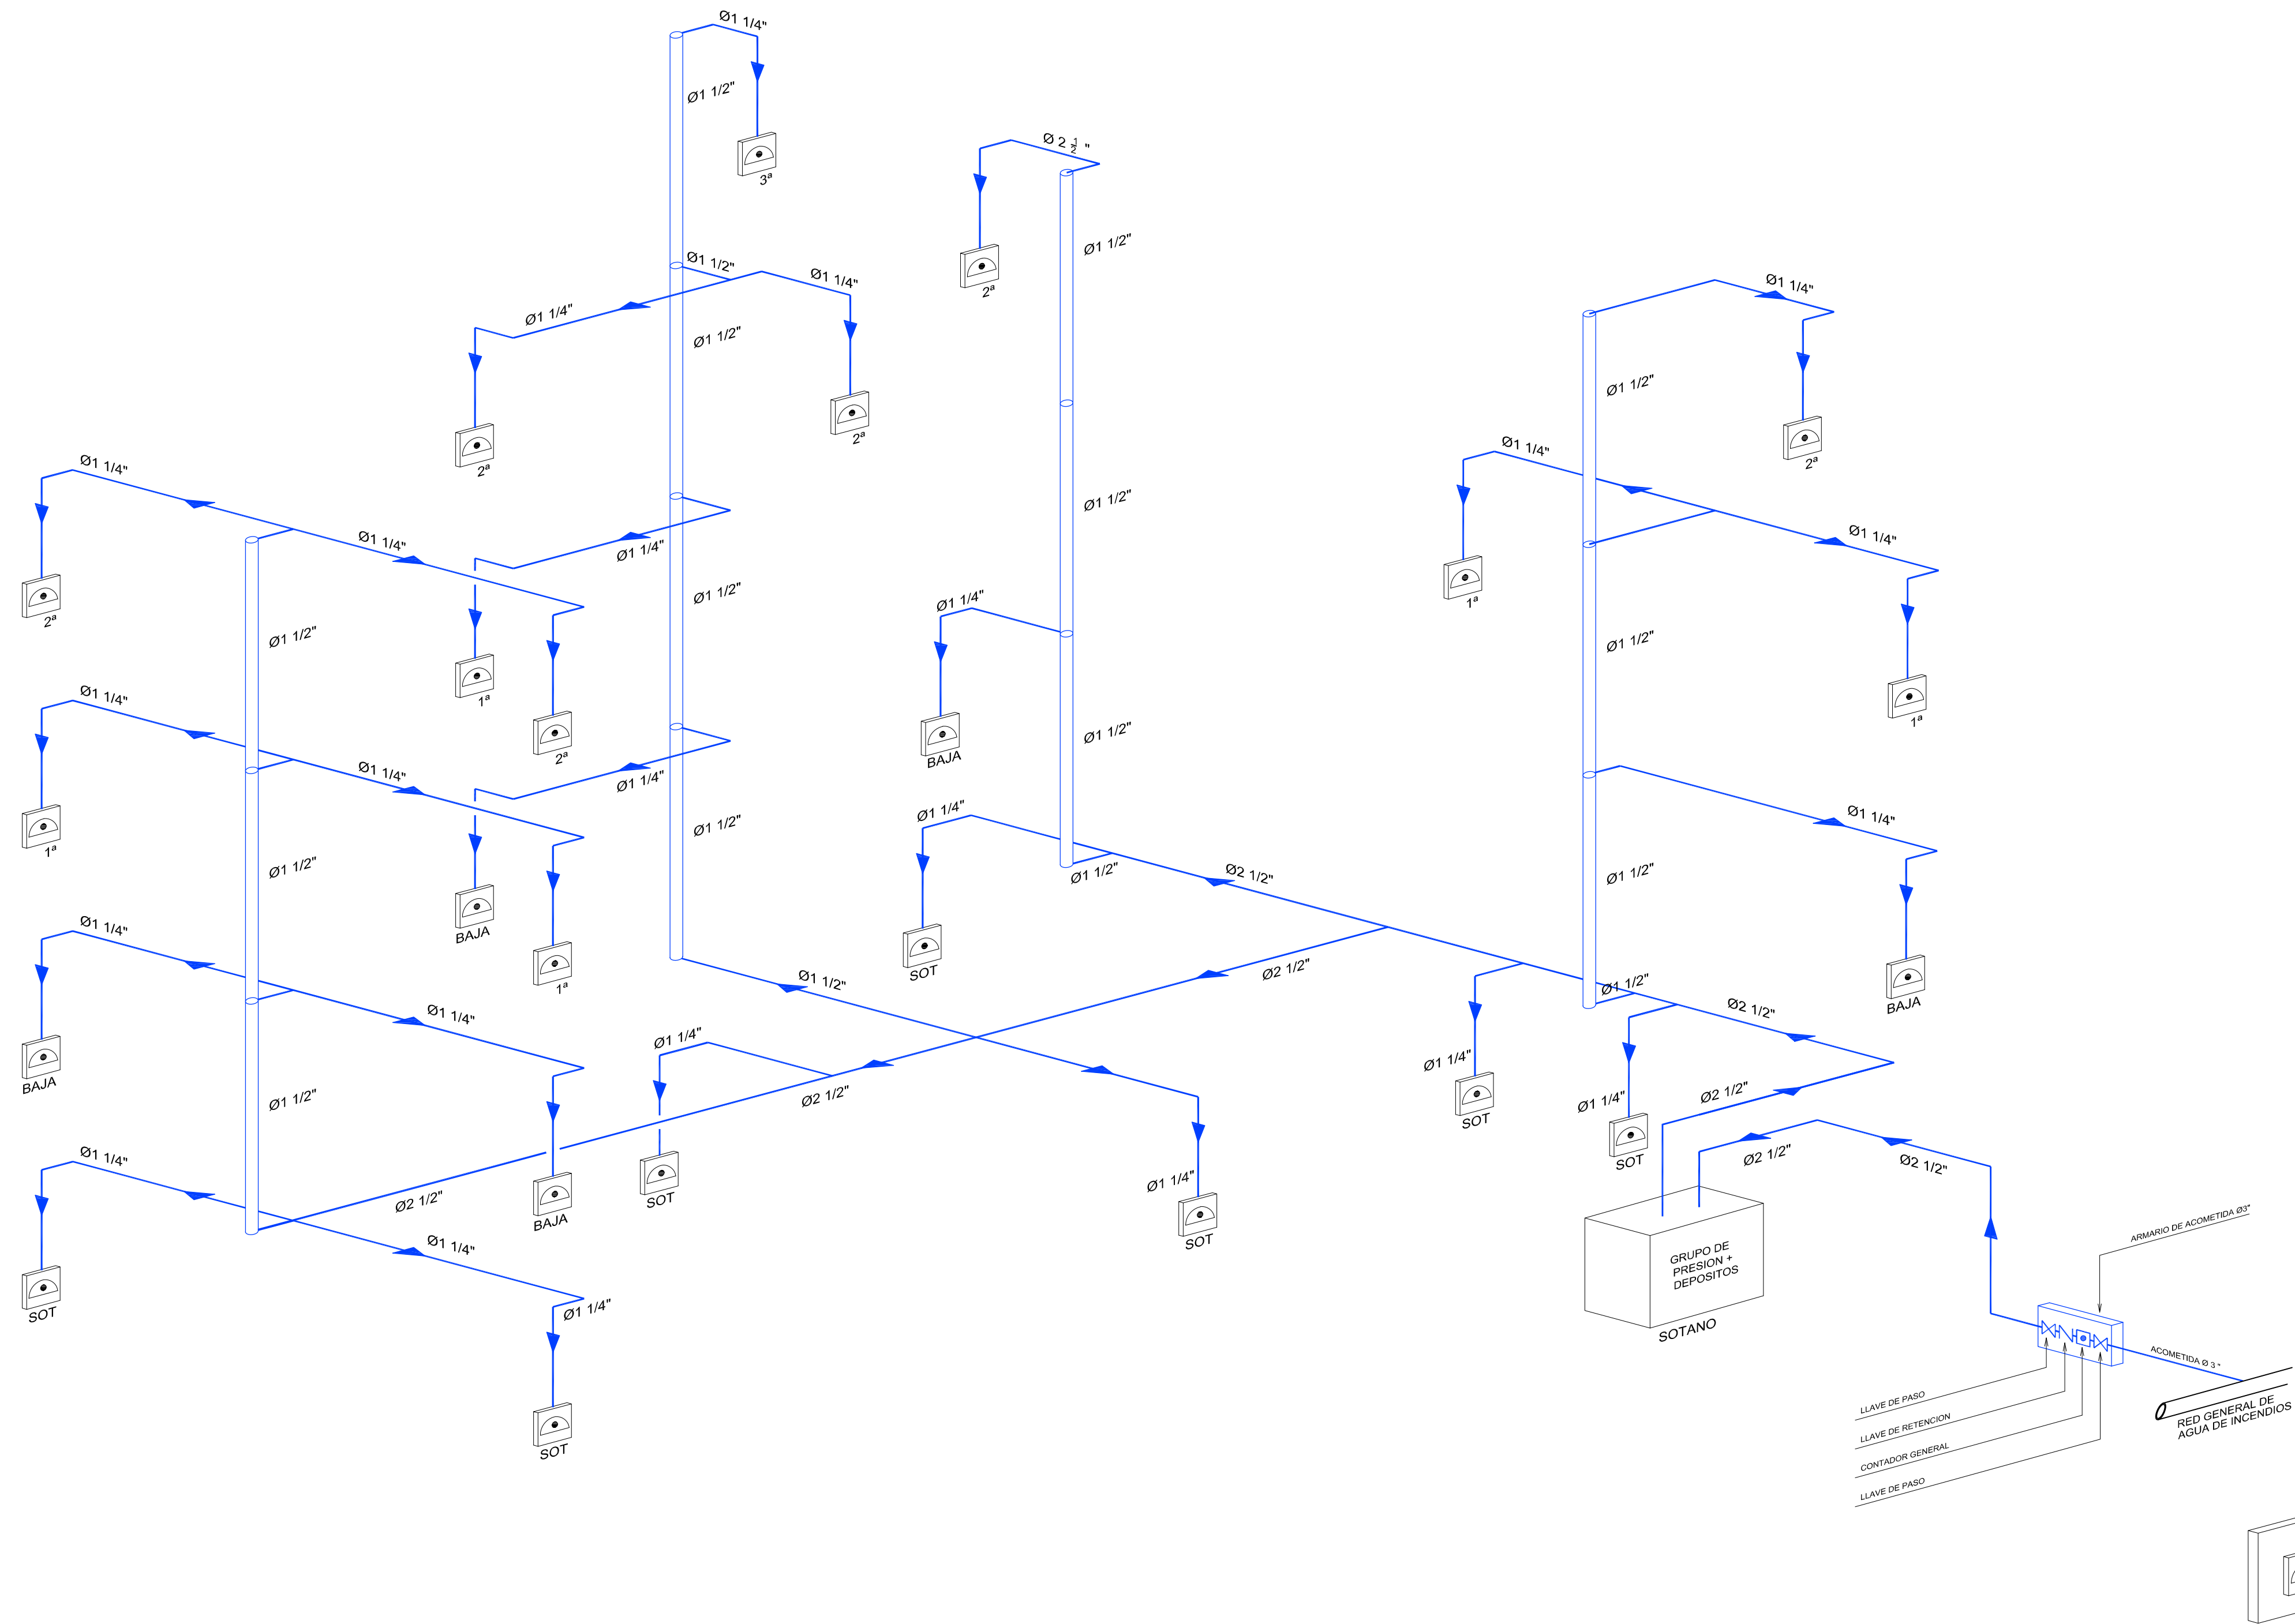 Ø1 1/4"
Ø1 1/2"
3ª
Ø 2 1/2 "
Ø1 1/2"
2ª
Ø1 1/2"
Ø1 1/4"
Ø1 1/4"
Ø1 1/4"
Ø1 1/2"
Ø1 1/2"
2ª
2ª
2ª
Ø1 1/4"
Ø1 1/4"
Ø1 1/4"
Ø1 1/2"
Ø1 1/4"
Ø1 1/4"
Ø1 1/2"
1ª
2ª
Ø1 1/2"
Ø1 1/4"
Ø1 1/2"
Ø1 1/2"
1ª
Ø1 1/4"
1ª
2ª
BAJA
Ø1 1/2"
Ø1 1/4"
Ø1 1/4"
Ø1 1/4"
Ø1 1/2"
Ø1 1/4"
Ø1 1/4"
1ª
Ø1 1/2"
BAJA
1ª
Ø1 1/2"
Ø2 1/2"
Ø1 1/2"
Ø1 1/4"
SOT
Ø1 1/2"
Ø2 1/2"
Ø1 1/2"
Ø2 1/2"
BAJA
Ø1 1/4"
Ø1 1/4"
Ø1 1/4"
BAJA
Ø1 1/2"
Ø2 1/2"
Ø1 1/4"
Ø2 1/2"
SOT
Ø1 1/4"
Ø1 1/4"
SOT
Ø2 1/2"
Ø2 1/2"
Ø2 1/2"
BAJA
SOT
Ø1 1/4"
SOT
Ø1 1/4"
GRUPO DE
PRESION +
DEPOSITOS
SOTANO
ARMARIO DE ACOMETIDA Ø3"
SOT
Ø1 1/4"
SOT
ACOMETIDA Ø 3 "
RED GENERAL DE
AGUA DE INCENDIOS
LLAVE DE PASO
LLAVE DE RETENCION
CONTADOR GENERAL
LLAVE DE PASO